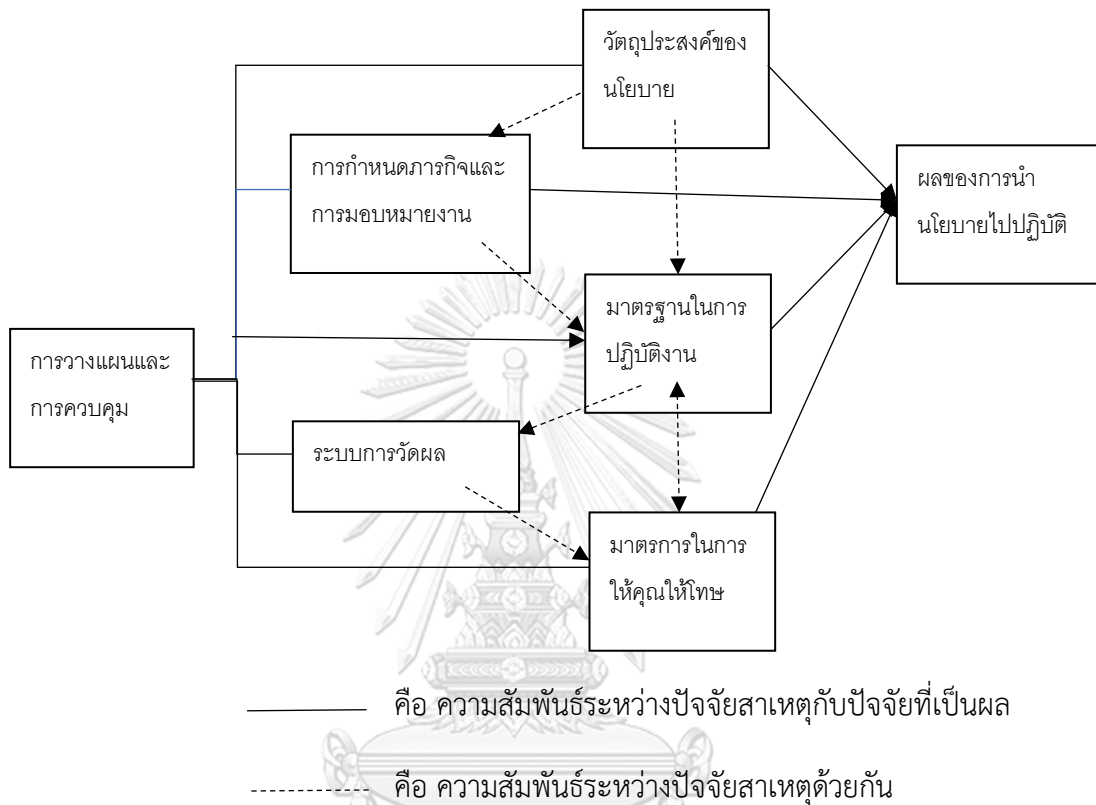 วัตถุประสงค์ของ
นโยบาย
การกำหนดภารกิจและ
การมอบหมายงาน
ผลของการนำ
นโยบายไปปฏิบัติ
มาตรฐานในการ
ปฏิบัติงาน
การวางแผนและ
การควบคุม
ระบบการวัดผล
มาตรการในการ
ให้คุณให้โทษ
คือ ความสัมพันธ์ระหว่างปัจจัยสาเหตุกับปัจจัยที่เป็นผล
คือ ความสัมพันธ์ระหว่างปัจจัยสาเหตุด้วยกัน